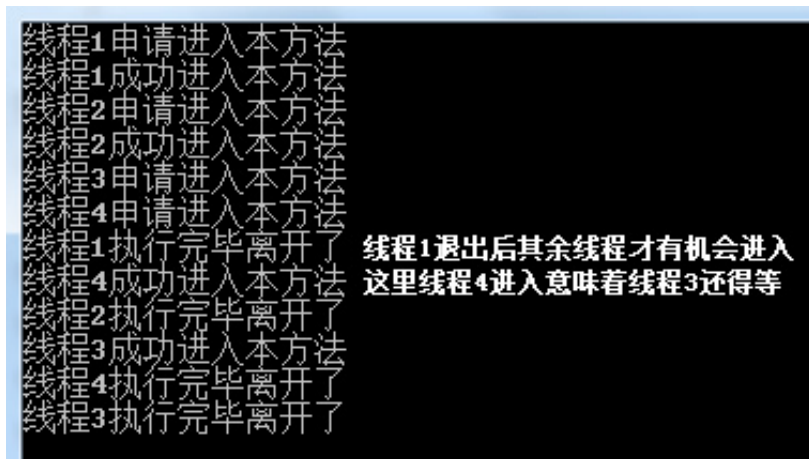 线程1申请进入本方法
线程1成功进入本方法
线程2申请进入本方法
线程2成功进入本方法
线程3申请进入本方法
线程4申请进入本方法
线程1执行完毕离开了 线程1退出后其余线程才有机会进入
线程4成功进入本方法 这里线程4进入意味着线程3还得等
线程2执行完毕离开了
线程3成功进入本方法
线程4执行完毕离开了
线程3执行完毕离开了